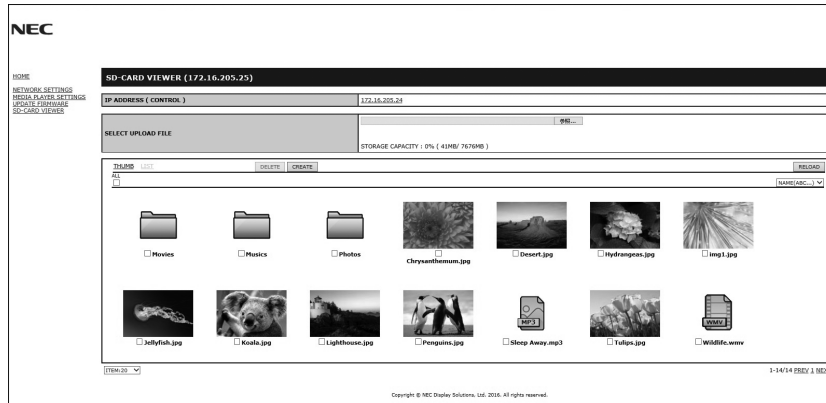 NEC
HOME
NETWORK SETTINGS
MEDIA PLAYER SETTINGS
UPDATE FIRMWARE
SD-CARD VIEWER
SD-CARD VIEWER (172.16.205.25)
IP ADDRESS ( CONTROL ) 172.16.205.24
SELECT UPLOAD FILE 参照...
STORAGE CAPACITY : 0% ( 41MB/ 7676MB )
THUMB LIST DELETE CREATE RELOAD
ALL
NAME(ABC...)
Movies Musics Photos Chrysanthemum.jpg Desert.jpg Hydrangeas.jpg img1.jpg
MP3 WMV
Jellyfish.jpg Koala.jpg Lighthouse.jpg Penguins.jpg Sleep Away.mp3 Tulips.jpg Wildlife.wmv
ITEM:20 1-14/14 PREV 1 NEX
Copyright © NEC Display Solutions, Ltd. 2016. All rights reserved.